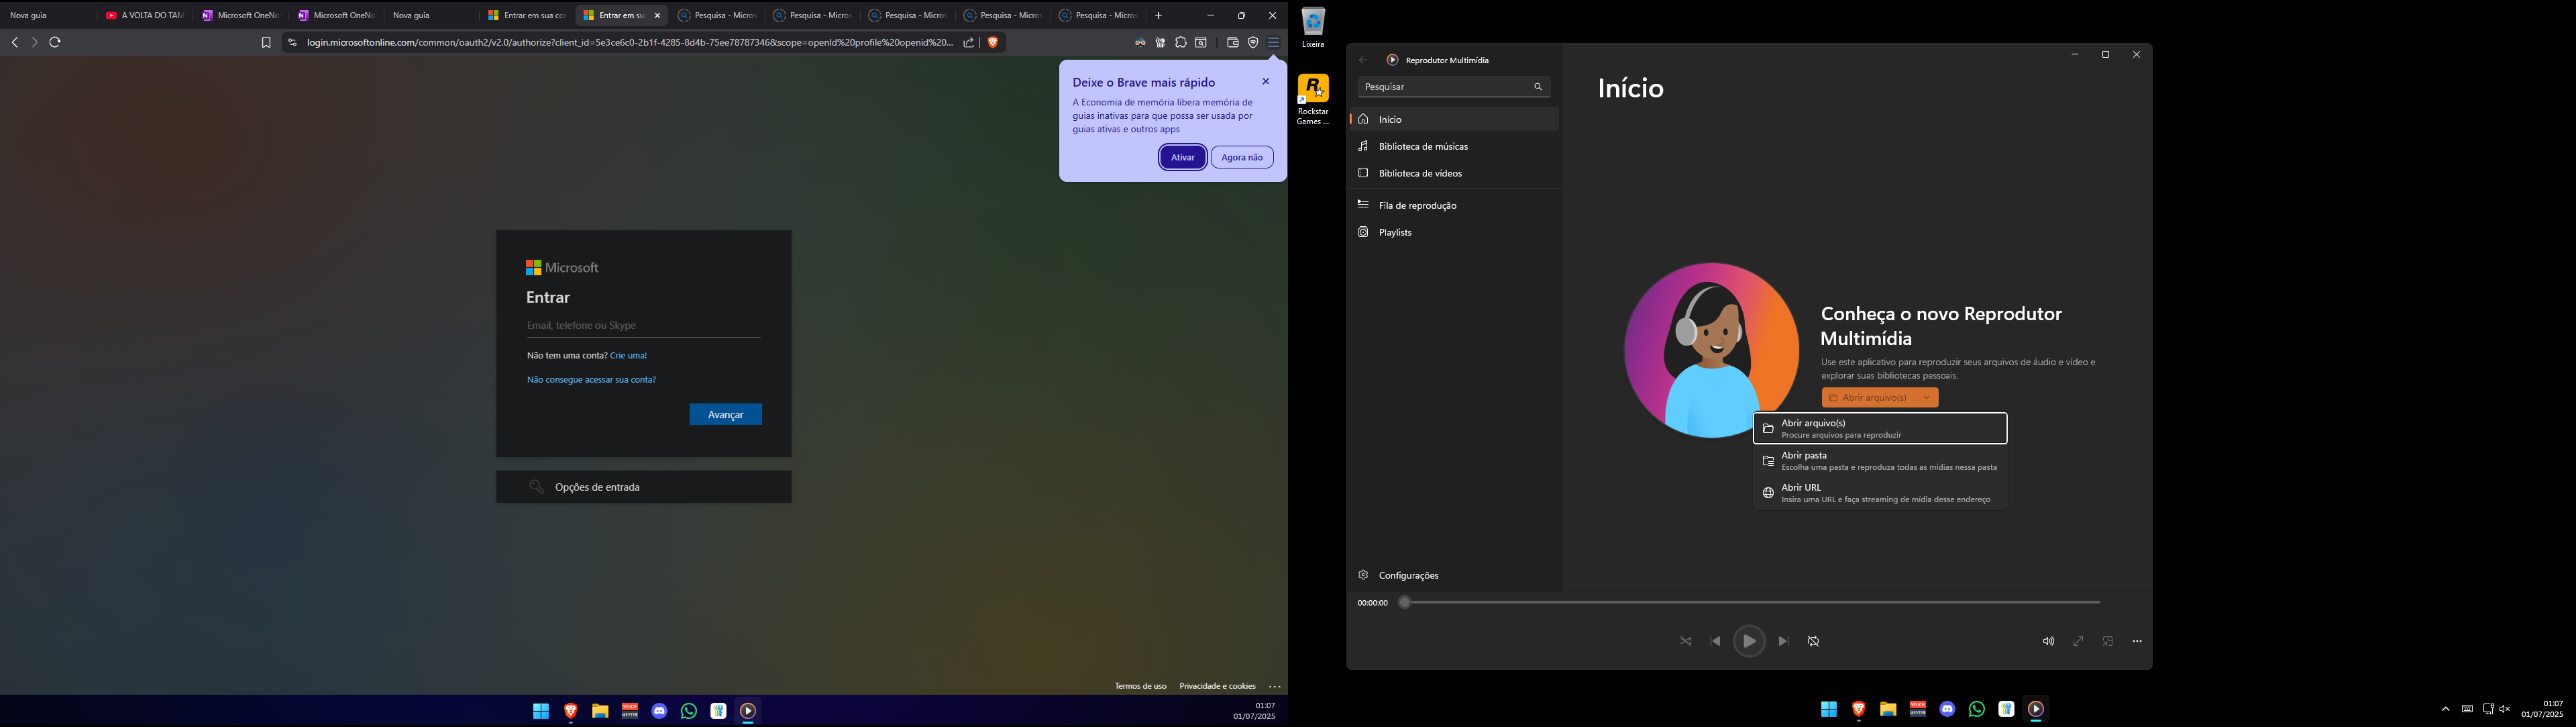 Nova guia
A VOLTA DO TAM
Microsoft OneNo
Microsoft OneNo
Nova guia
Entrar em sua co
Entrar em su
Pesquisa - Micros
Pesquisa - Micros
Pesquisa - Micros
Pesquisa - Micros
Pesquisa - Micros
login.microsoftonline.com/common/oauth2/v2.0/authorize?client_id=5e3ce6c0-2b1f-4285-8d4b-75ee78787346&scope=openId%20profile%20openid%20...
Deixe o Brave mais rápido
A Economia de memória libera memória de
guias inativas para que possa ser usada por
guias ativas e outros apps
Ativar
Agora não
Microsoft
Entrar
Email, telefone ou Skype
Não tem uma conta? Crie uma!
Não consegue acessar sua conta?
Avançar
Opções de entrada
Termos de uso
Privacidade e cookies
...
VOICE
MEETER
01:07
01/07/2025
Lixeira
Rockstar
Games ...
Reprodutor Multimídia
Pesquisar
Início
Biblioteca de músicas
Biblioteca de vídeos
Fila de reprodução
Playlists
Configurações
Início
Conheça o novo Reprodutor
Multimídia
Use este aplicativo para reproduzir seus arquivos de áudio e vídeo e
explorar suas bibliotecas pessoais.
Abrir arquivo(s)
Abrir arquivo(s)
Procure arquivos para reproduzir
Abrir pasta
Escolha uma pasta e reproduza todas as mídias nessa pasta
Abrir URL
Insira uma URL e faça streaming de mídia desse endereço
00:00:00
VOICE
MEETER
01:07
01/07/2025